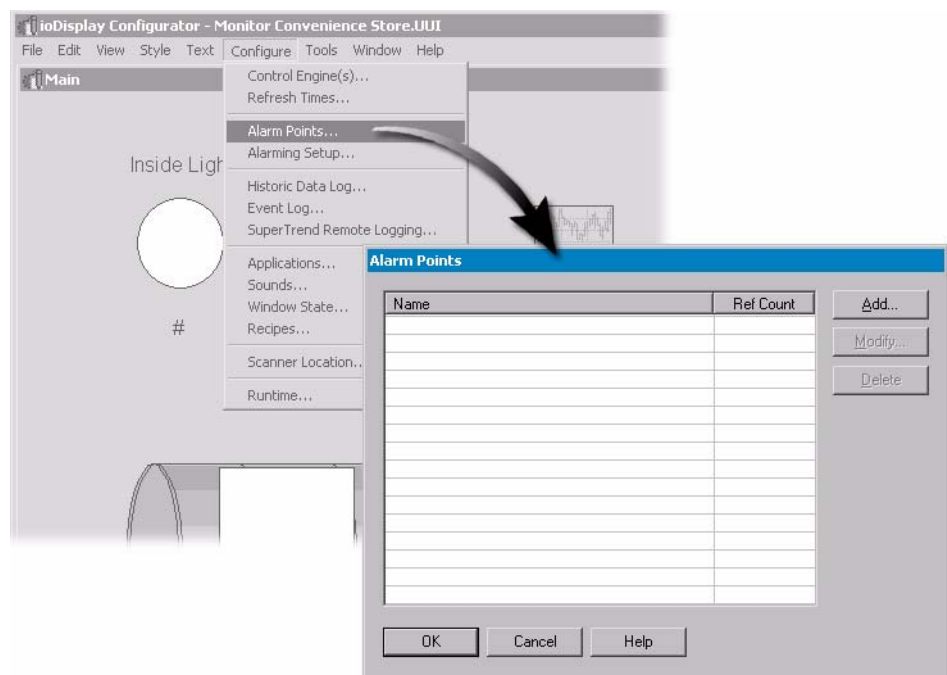 ioDisplay Configurator - Monitor Convenience Store.UUI
File Edit View Style Text Configure Tools Window Help
Main
Control Engine(s)...
Refresh Times...
Alarm Points...
Alarming Setup...
Inside Ligh
Historic Data Log...
Event Log...
SuperTrend Remote Logging...
Applications...
Sounds...
Window State...
Recipes...
#
Scanner Location..
Runtime...
Alarm Points
Name Ref Count
Add...
Modify...
Delete
OK Cancel Help